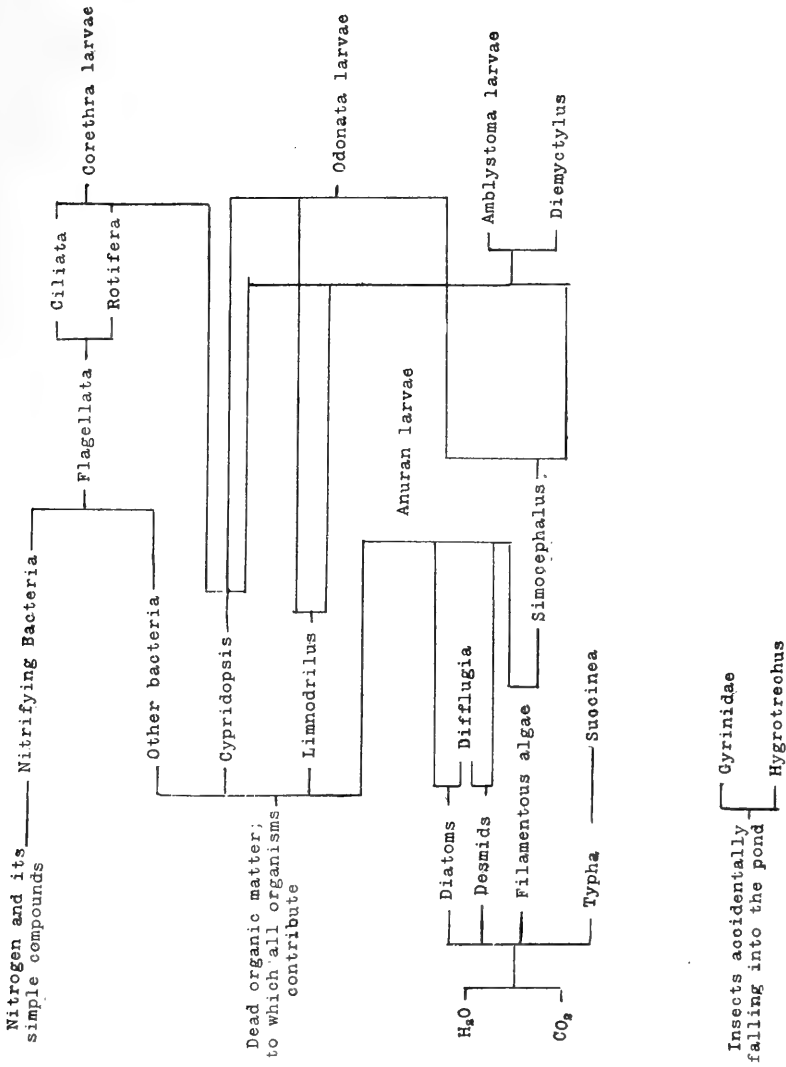 Nitrogen and its
simple compounds
Nitrifying Bacteria
Flagellata
Ciliata
Rotifera
Corethra larvae
Other bacteria
Cypridopsis
Limnodrilus
Dead organic matter;
to which all organisms
contribute
Odonata larvae
Anuran larvae
Diatoms
Difflugia
Desmids
Filamentous algae
Simocephalus
Amblystoma larvae
Diemyctylus
H₂O
CO₂
Typha
Succinea
Insects accidentally
falling into the pond
Gyrinidae
Hygrotrechus